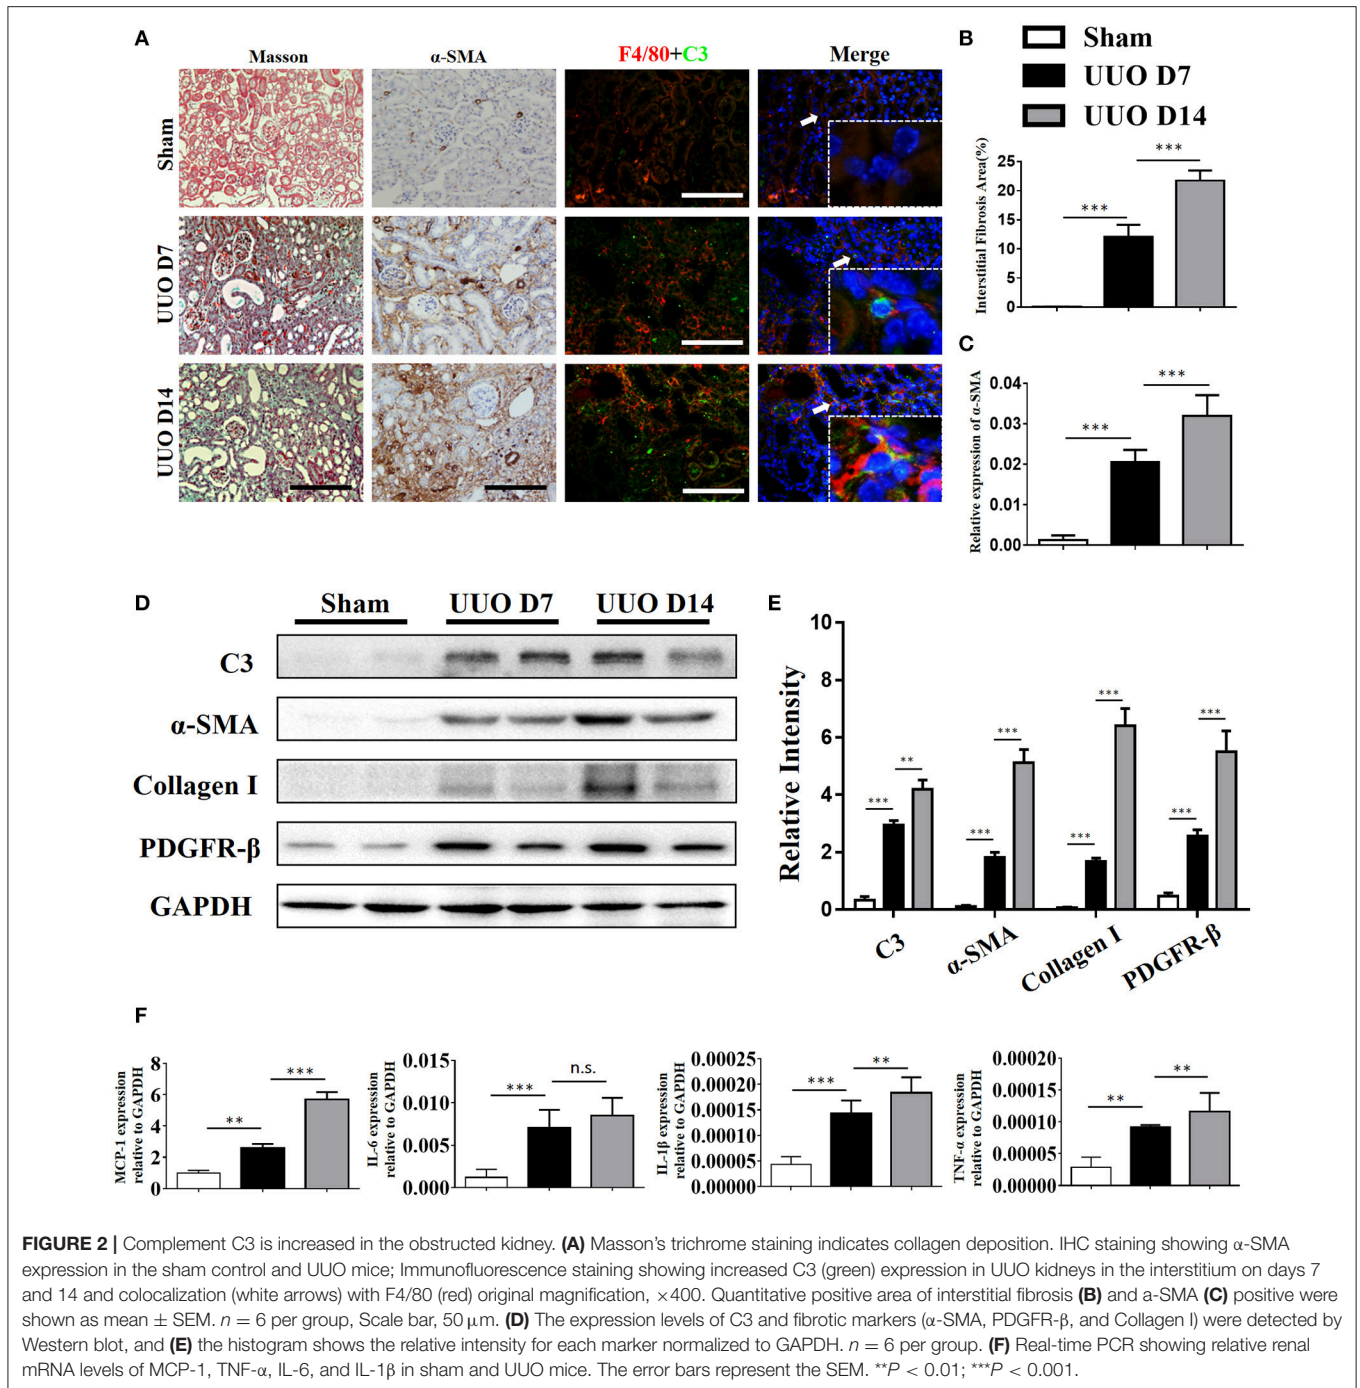 A
Masson
α-SMA
F4/80+C3
Merge
Sham
UUO D7
UUO D14
B
Sham
UUO D7
UUO D14
Interstitial Fibrosis Area(%)
25
20
15
10
5
0
***
***
C
Relative expression of α-SMA
0.04
0.03
0.02
0.01
0.00
***
***
D
Sham UUO D7 UUO D14
C3
α-SMA
Collagen I
PDGFR-β
GAPDH
E
Relative Intensity
10
8
6
4
2
0
***
**
***
***
***
***
***
***
C3
α-SMA
Collagen I
PDGFR-β
F
MCP-1 expression
relative to GAPDH
8
6
4
2
0
**
***
IL-6 expression
relative to GAPDH
0.015
0.010
0.005
0.000
***
n.s.
IL-1β expression
relative to GAPDH
0.00025
0.00020
0.00015
0.00010
0.00005
0.00000
***
**
TNF-α expression
relative to GAPDH
0.00020
0.00015
0.00010
0.00005
0.00000
**
**
FIGURE 2 | Complement C3 is increased in the obstructed kidney. (A) Masson's trichrome staining indicates collagen deposition. IHC staining showing α-SMA
expression in the sham control and UUO mice; Immunofluorescence staining showing increased C3 (green) expression in UUO kidneys in the interstitium on days 7
and 14 and colocalization (white arrows) with F4/80 (red) original magnification, ×400. Quantitative positive area of interstitial fibrosis (B) and a-SMA (C) positive were
shown as mean ± SEM. n = 6 per group, Scale bar, 50 μm. (D) The expression levels of C3 and fibrotic markers (α-SMA, PDGFR-β, and Collagen I) were detected by
Western blot, and (E) the histogram shows the relative intensity for each marker normalized to GAPDH. n = 6 per group. (F) Real-time PCR showing relative renal
mRNA levels of MCP-1, TNF-α, IL-6, and IL-1β in sham and UUO mice. The error bars represent the SEM. **P < 0.01; ***P < 0.001.